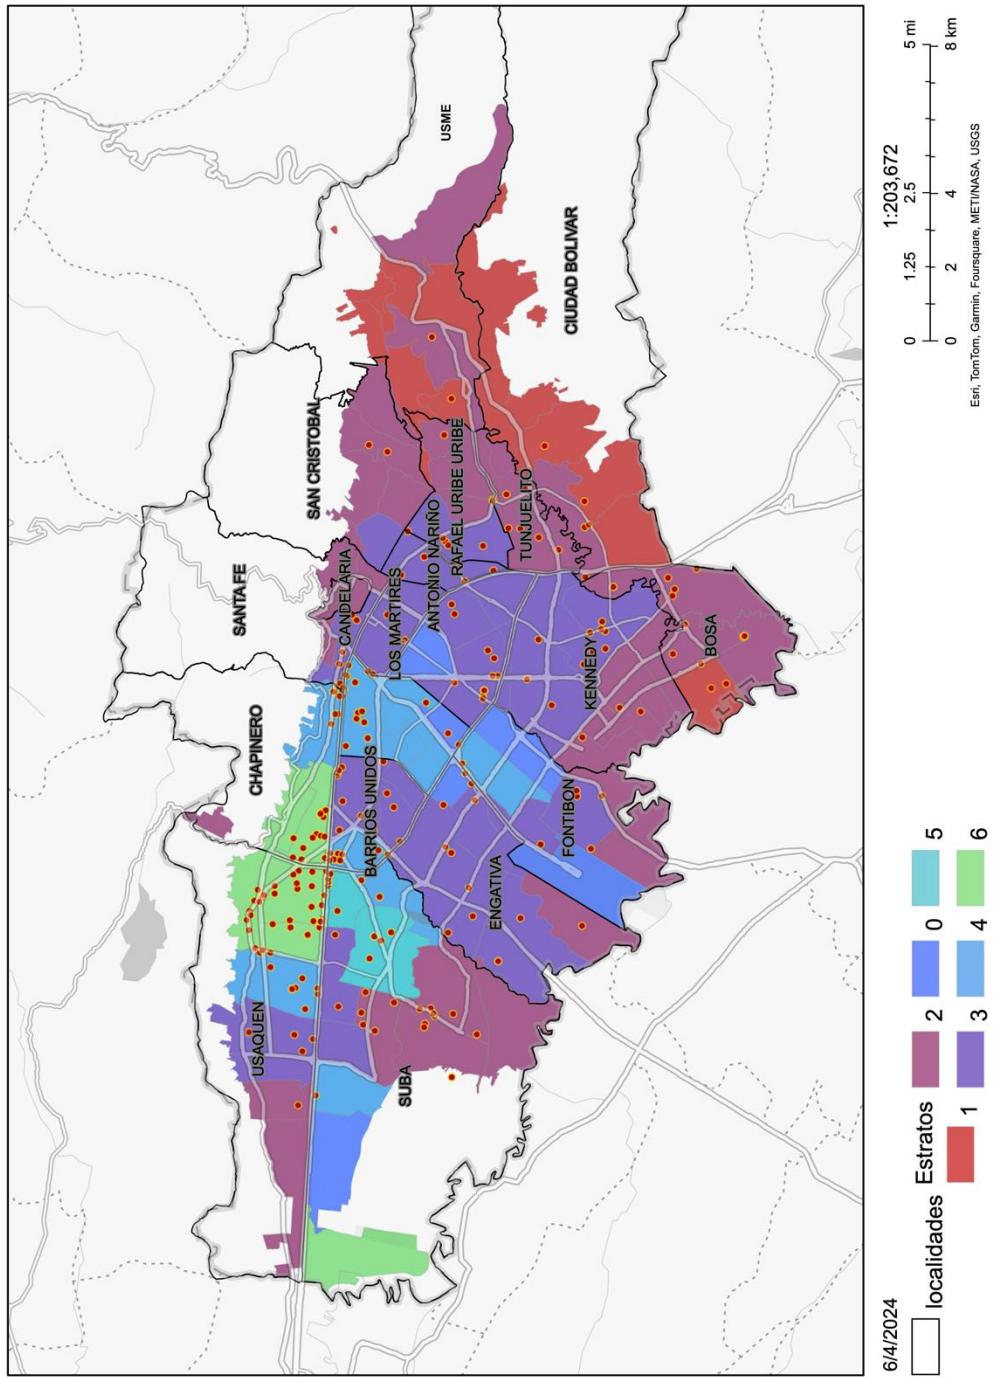 USME
CIUDAD BOLIVAR
SAN CRISTOBAL
RAFAEL URIBE URIBE
TUNJUELITO
ANTONIO NARIÑO
SANTA FE
CANDELARIA
LOS MARTIRES
BOSA
KENNEDY
CHAPINERO
BARRIOS UNIDOS
FONTIBON
ENGATIVA
USAQUEN
SUBA
6/4/2024
localidades
Estratos
1
2
3
0
4
5
6
1:203,672
0 1.25 2.5 5 mi
0 2 4 8 km
Esri, TomTom, Garmin, Foursquare, METI/NASA, USGS